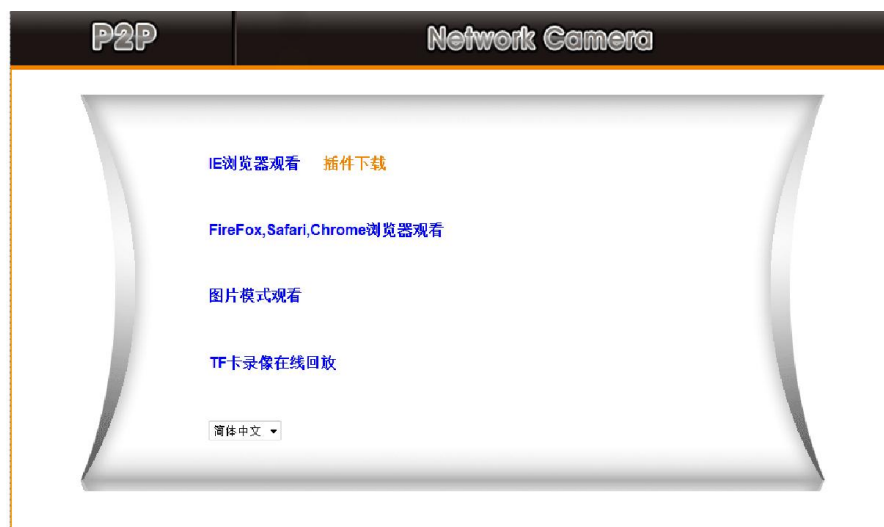 P2P Network Camera
IE浏览器观看 插件下载
FireFox,Safari,Chrome浏览器观看
图片模式观看
TF卡录像在线回放
简体中文